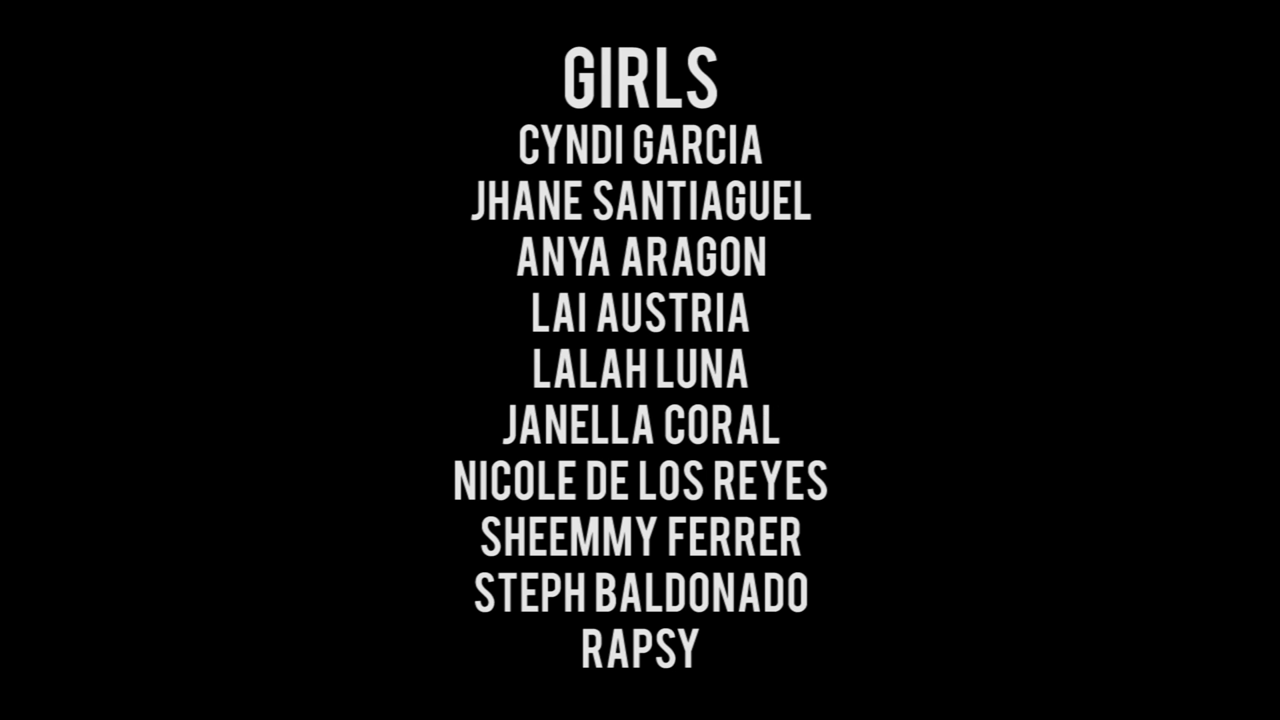 GIRLS
CYNDI GARCIA
JHANE SANTIAGUEL
ANYA ARAGON
LAI AUSTRIA
LALAH LUNA
JANELLA CORAL
NICOLE DE LOS REYES
SHEEMMY FERRER
STEPH BALDONADO
RAPSY